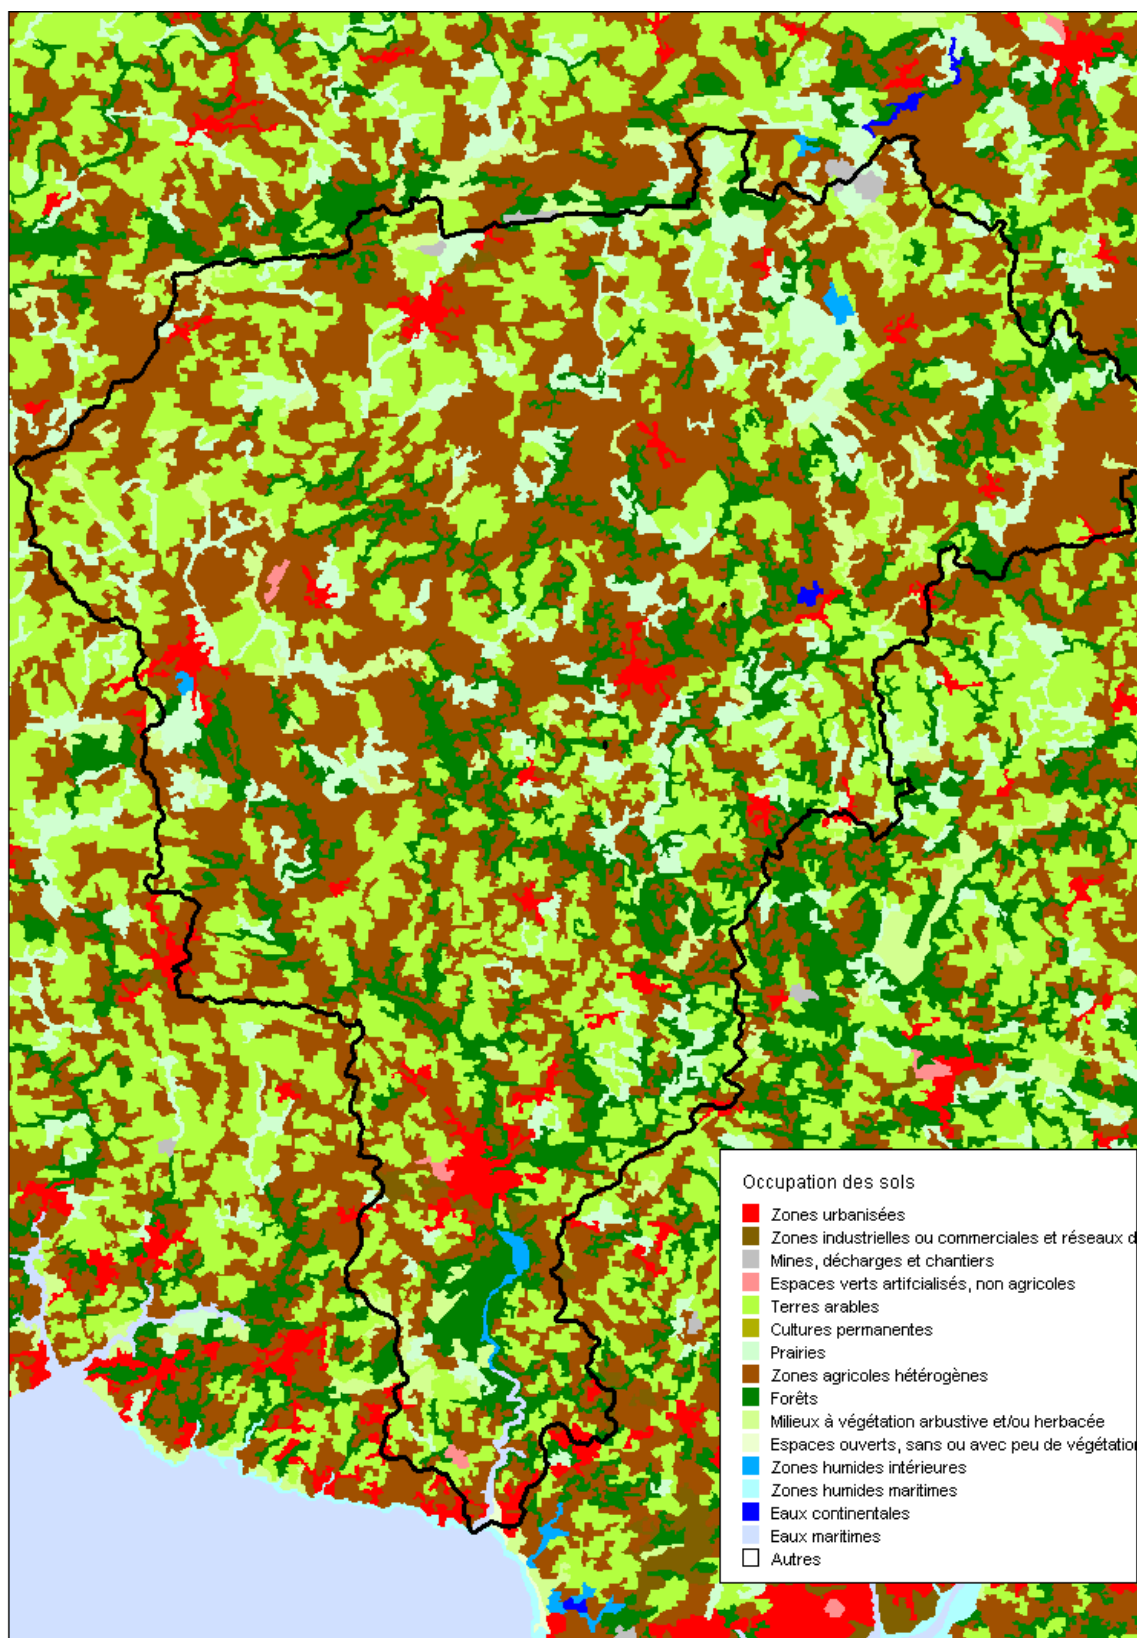 Occupation des sols
Zones urbanisées
Zones industrielles ou commerciales et réseaux d
Mines, décharges et chantiers
Espaces verts artifcialisés, non agricoles
Terres arables
Cultures permanentes
Prairies
Zones agricoles hétérogènes
Forêts
Milieux à végétation arbustive et/ou herbacée
Espaces ouverts, sans ou avec peu de végétation
Zones humides intérieures
Zones humides maritimes
Eaux continentales
Eaux maritimes
Autres